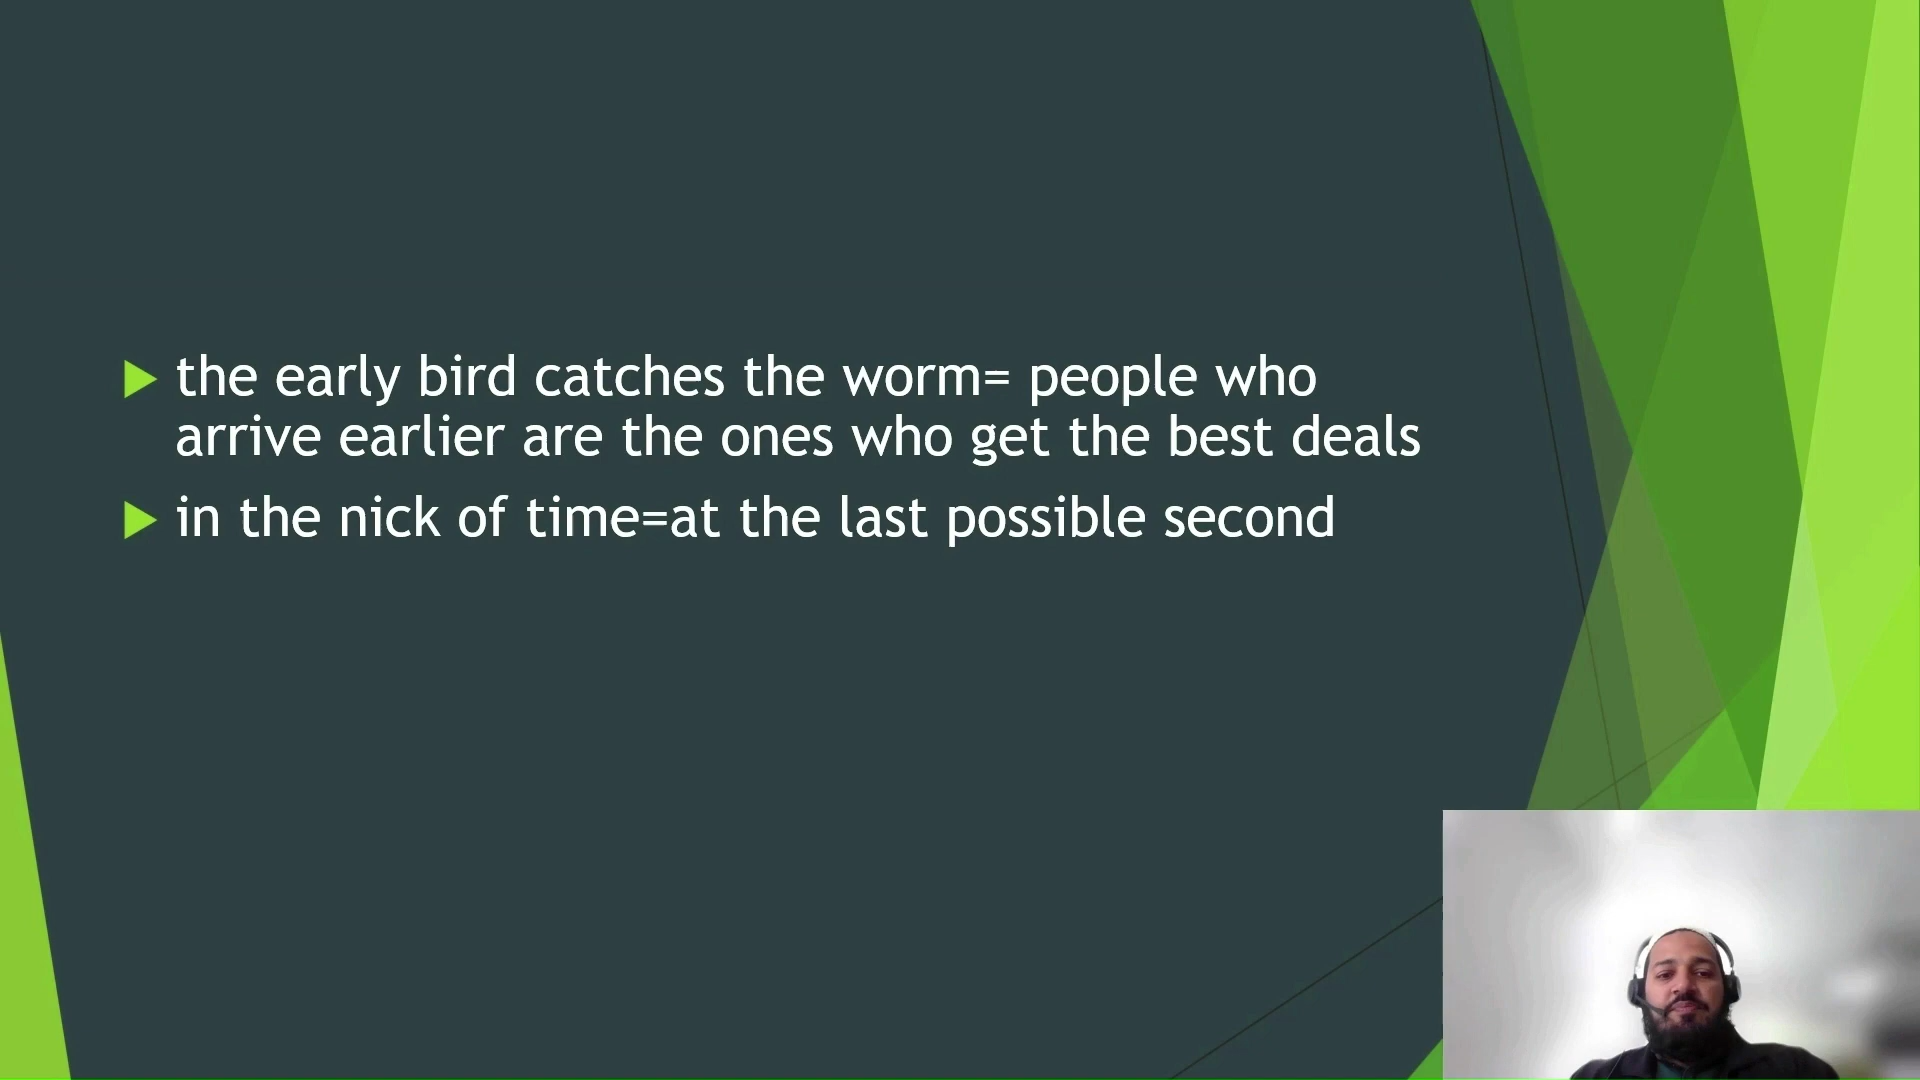 the early bird catches the worm= people who
arrive earlier are the ones who get the best deals
in the nick of time=at the last possible second